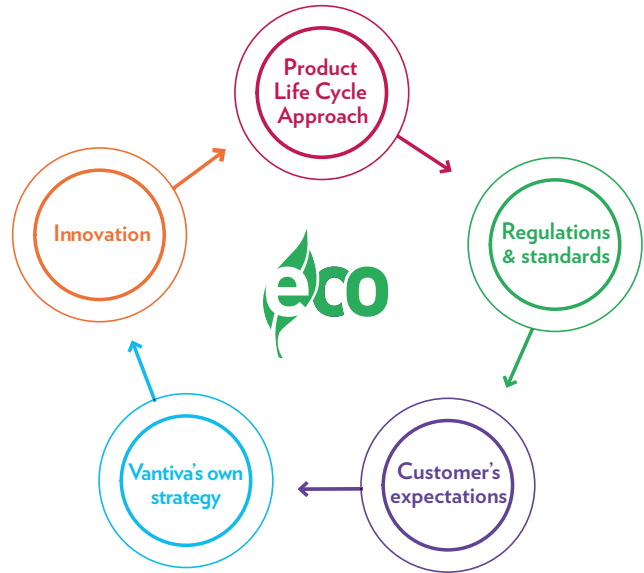 Product
Life Cycle
Approach
Innovation
Regulations
& standards
eco
Vantiva's own
strategy
Customer's
expectations